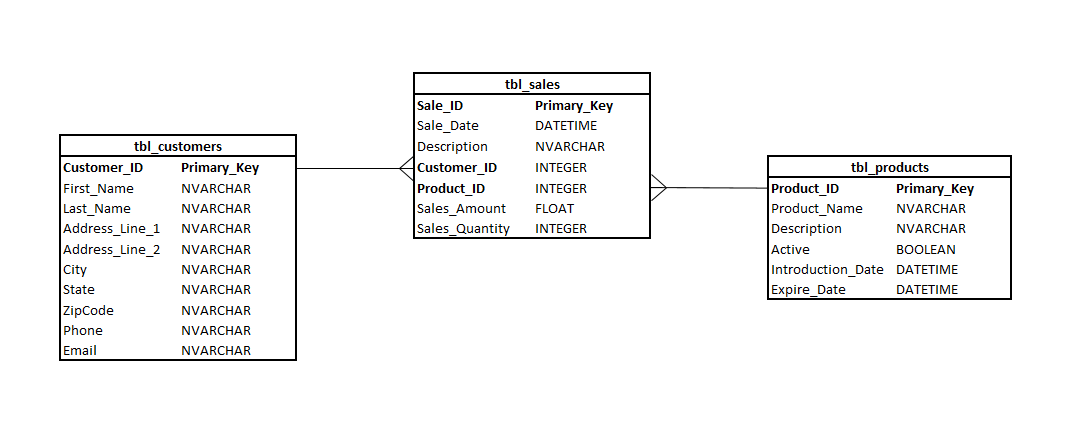 tbl_customers
Customer_ID Primary_Key
First_Name NVARCHAR
Last_Name NVARCHAR
Address_Line_1 NVARCHAR
Address_Line_2 NVARCHAR
City NVARCHAR
State NVARCHAR
ZipCode NVARCHAR
Phone NVARCHAR
Email NVARCHAR
tbl_sales
Sale_ID Primary_Key
Sale_Date DATETIME
Description NVARCHAR
Customer_ID INTEGER
Product_ID INTEGER
Sales_Amount FLOAT
Sales_Quantity INTEGER
tbl_products
Product_ID Primary_Key
Product_Name NVARCHAR
Description NVARCHAR
Active BOOLEAN
Introduction_Date DATETIME
Expire_Date DATETIME